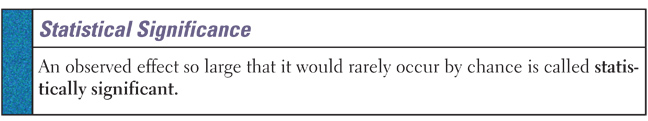 Statistical Significance
An observed effect so large that it would rarely occur by chance is called statis-
tically significant.